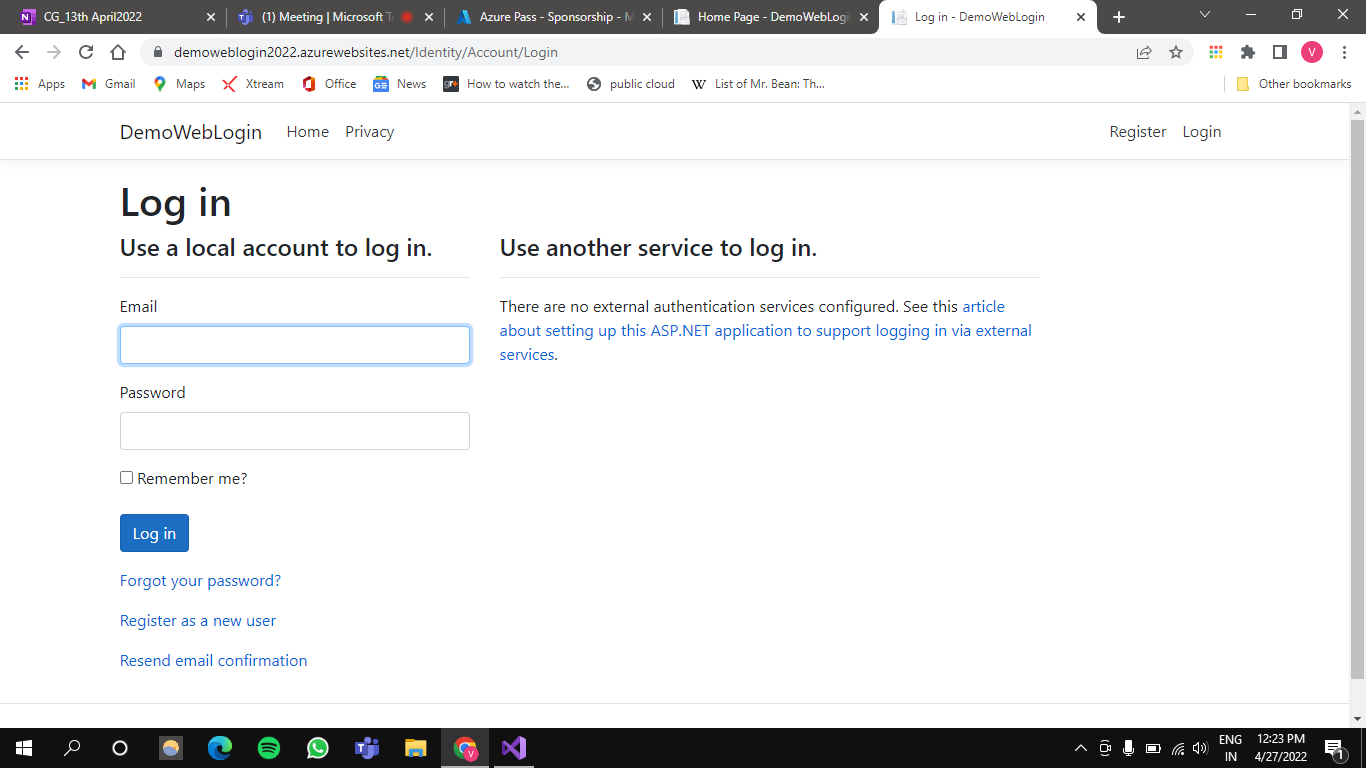 CG_13th April2022
(1) Meeting | Microsoft
Azure Pass - Sponsorship -
Home Page - DemoWebLogin
Log in - DemoWebLogin
demoweblogin2022.azurewebsites.net/Identity/Account/Login
V
Apps
Gmail
Maps
Xtream
Office
News
How to watch the...
public cloud
W List of Mr. Bean: Th...
Other bookmarks
DemoWebLogin Home Privacy Register Login
Log in
Use a local account to log in.
Email
Password
Remember me?
Log in
Forgot your password?
Register as a new user
Resend email confirmation
Use another service to log in.
There are no external authentication services configured. See this article
about setting up this ASP.NET application to support logging in via external
services.
ENG
IN
12:23 PM
4/27/2022
1